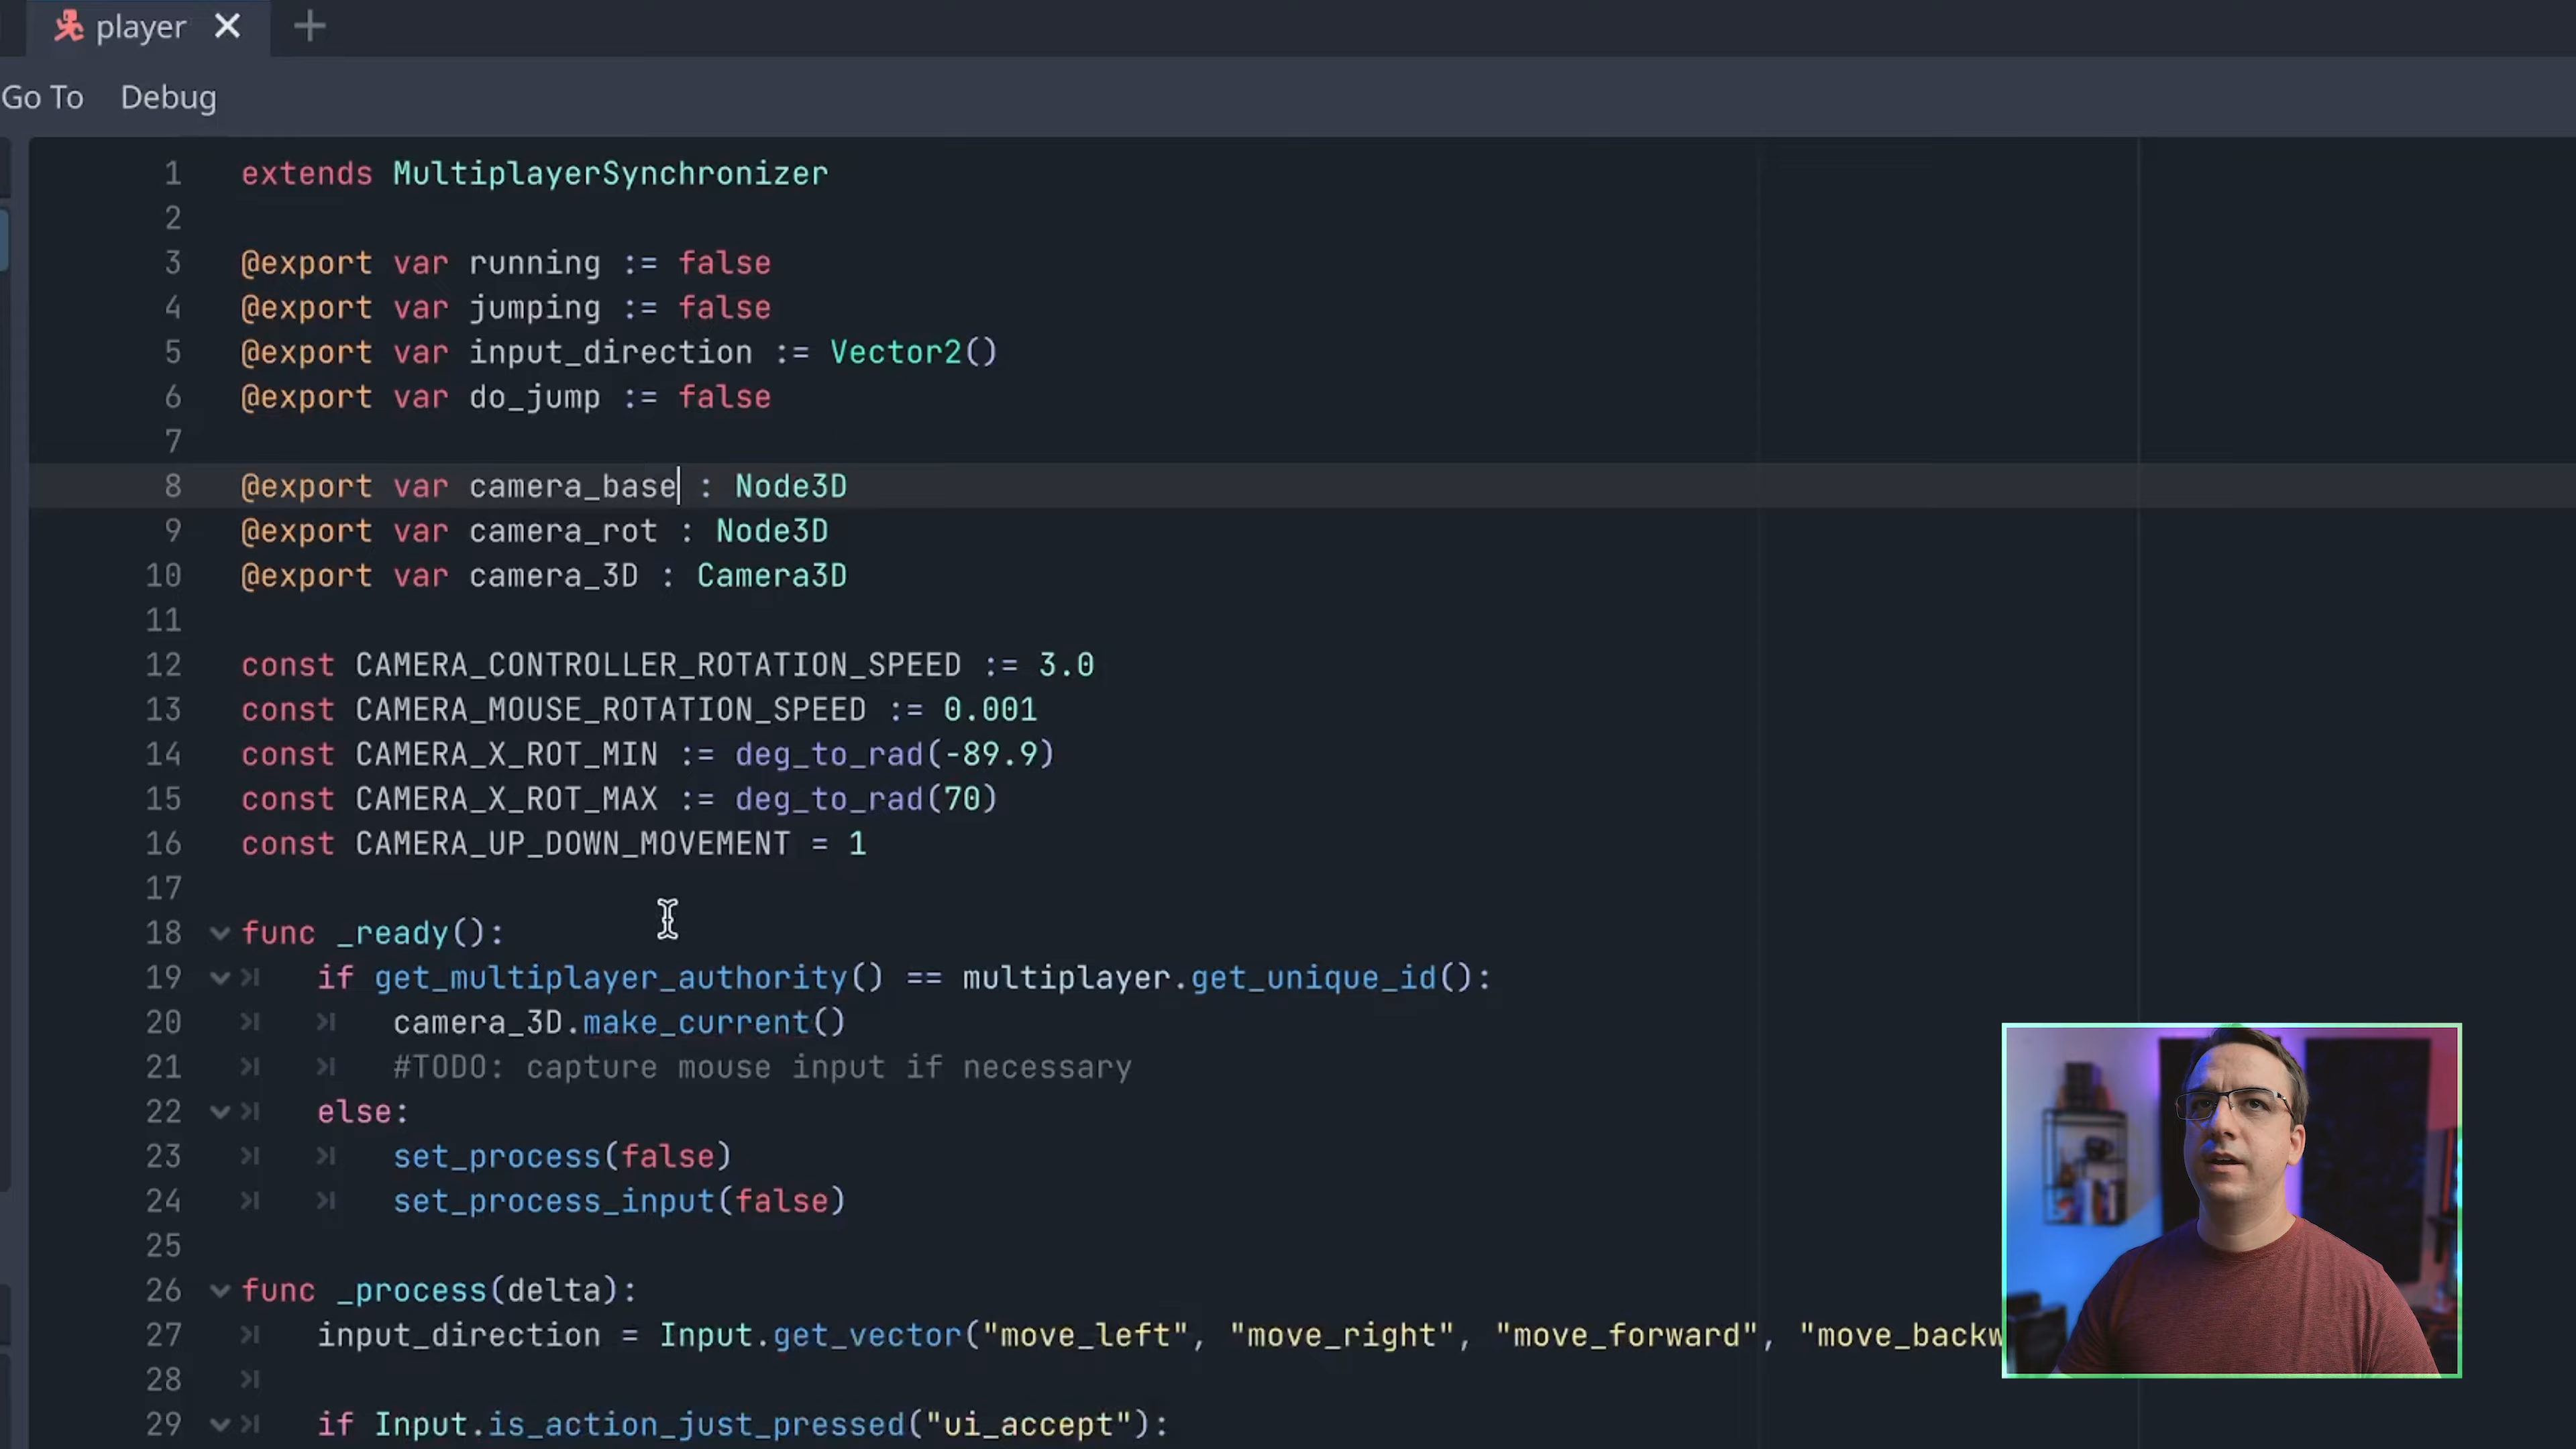 player
Go To Debug
1 extends MultiplayerSynchronizer
2
3 @export var running := false
4 @export var jumping := false
5 @export var input_direction := Vector2()
6 @export var do_jump := false
7
8 @export var camera_base : Node3D
9 @export var camera_rot : Node3D
10 @export var camera_3D : Camera3D
11
12 const CAMERA_CONTROLLER_ROTATION_SPEED := 3.0
13 const CAMERA_MOUSE_ROTATION_SPEED := 0.001
14 const CAMERA_X_ROT_MIN := deg_to_rad(-89.9)
15 const CAMERA_X_ROT_MAX := deg_to_rad(70)
16 const CAMERA_UP_DOWN_MOVEMENT = 1
17
18 func _ready():
19 if get_multiplayer_authority() == multiplayer.get_unique_id():
20 camera_3D.make_current()
21 #TODO: capture mouse input if necessary
22 else:
23 set_process(false)
24 set_process_input(false)
25
26 func _process(delta):
27 input_direction = Input.get_vector("move_left", "move_right", "move_forward", "move_backw
28
29 if Input.is_action_just_pressed("ui_accept"):